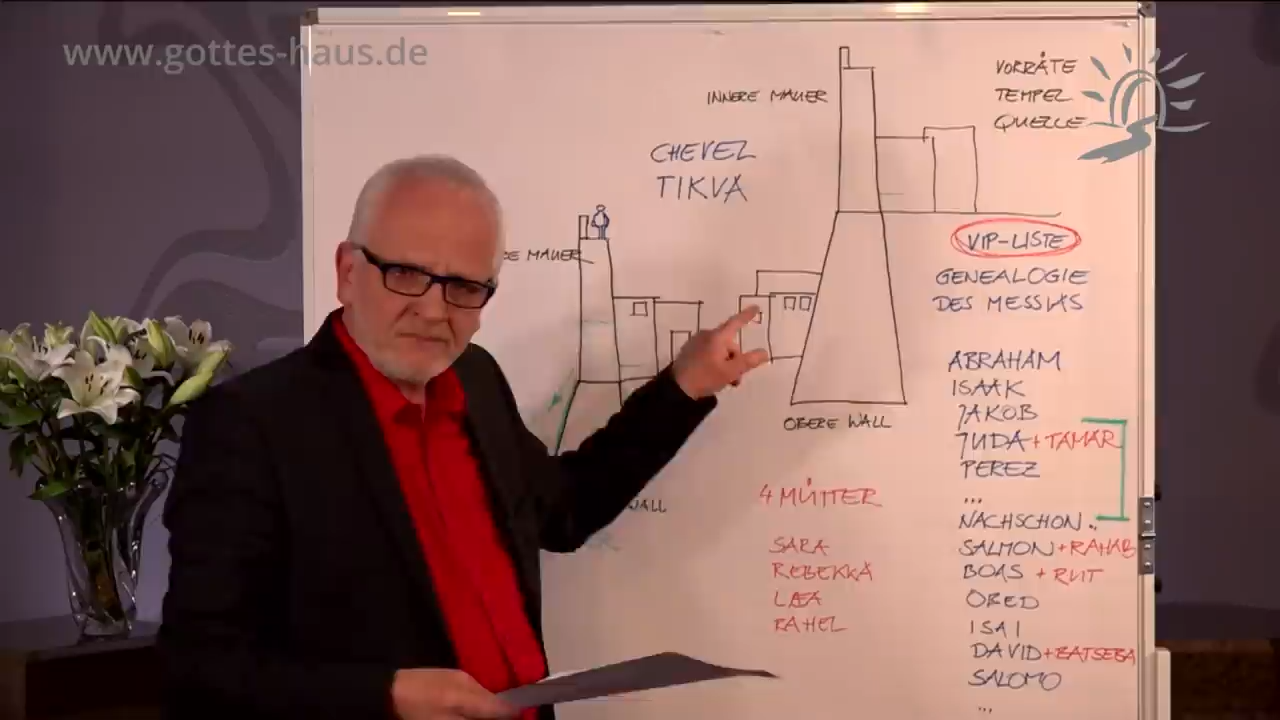 www.gottes-haus.de
INNERE MAUER
VORRÄTE
TEMPEL
QUELLE
CHEVEL
TIKVA
MAUER
VIP-LISTE
GENEALOGIE
DES MESSIAS
ABRAHAM
ISAAK
JAKOB
JUDA + TAMAR
PEREZ
...
NACHSCHON..
SALMON + RAHAB
BOAS + RUT
OBED
ISAI
DAVID + BATSEBA
SALOMO
...
OBERE WALL
WALL
4 MÜTTER
SARA
REBEKKA
LEA
RAHEL